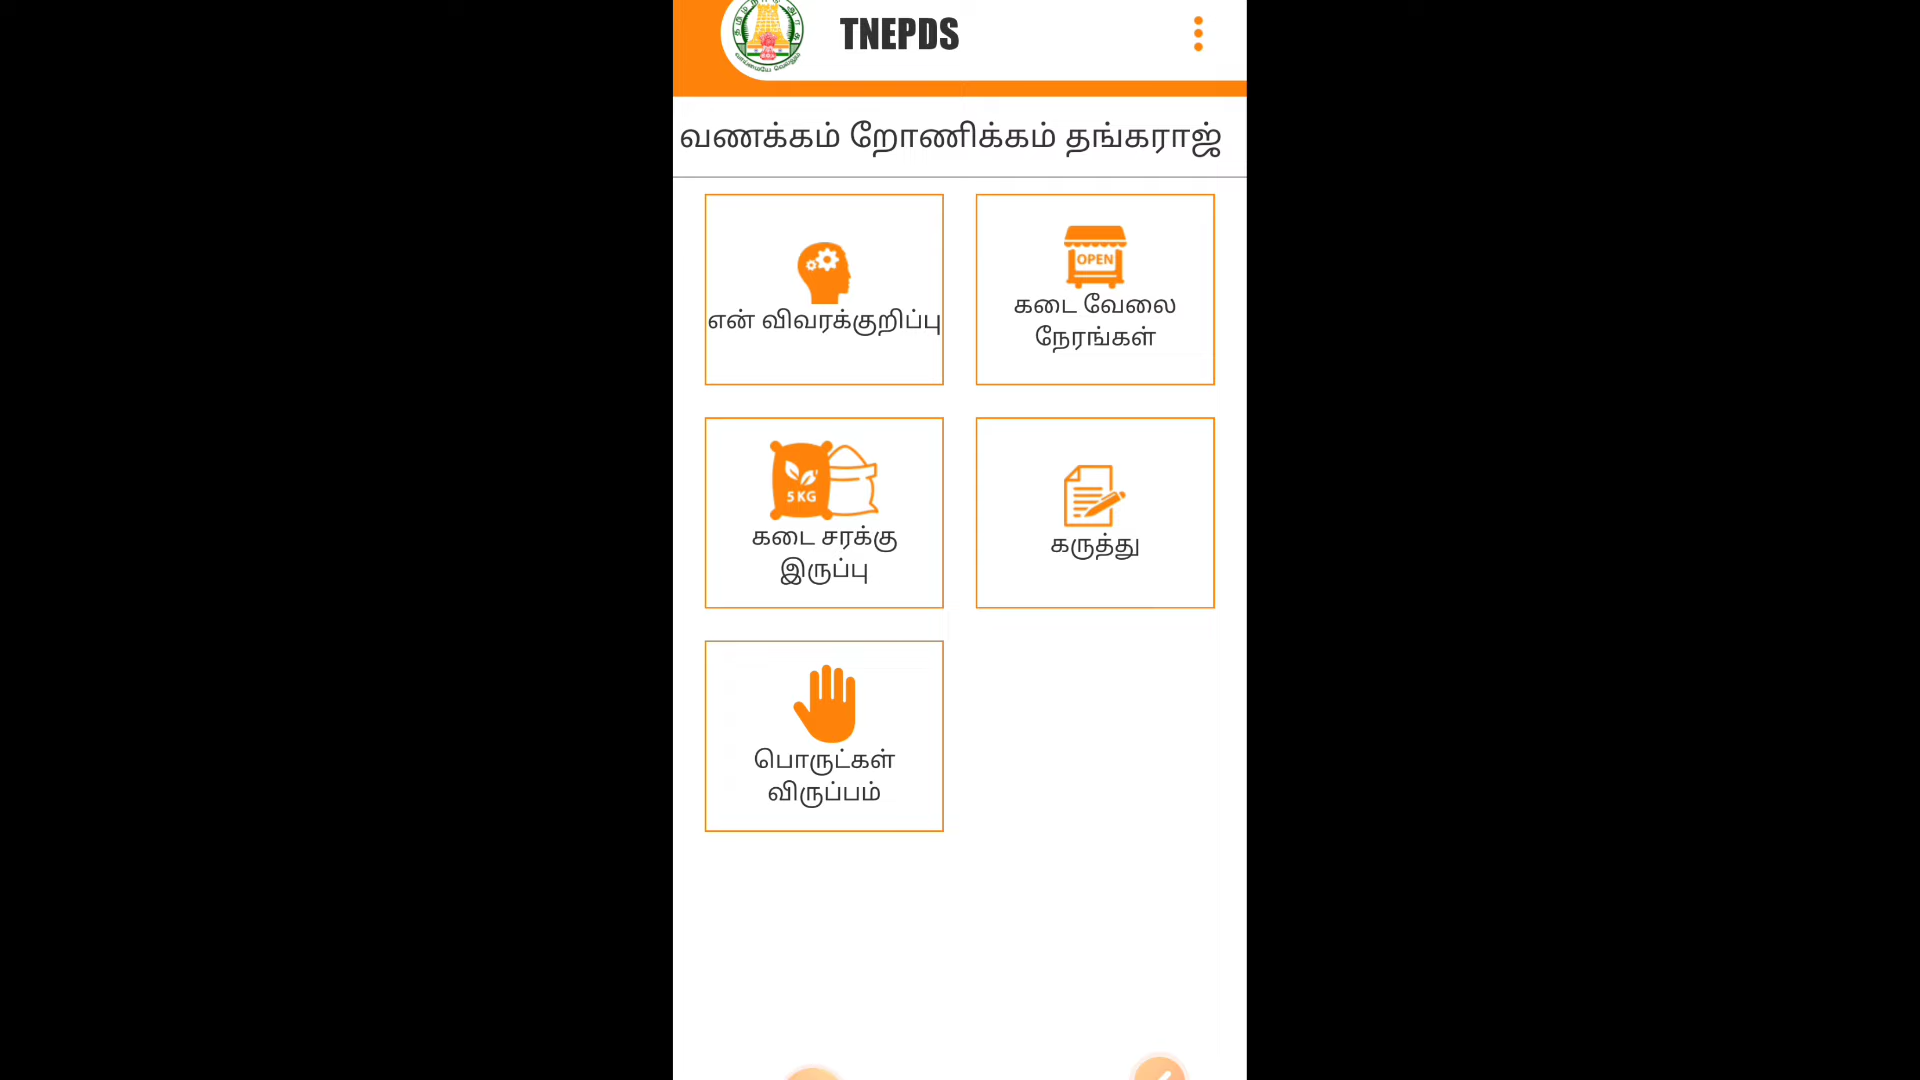 TNEPDS
வணக்கம் றோணிக்கம் தங்கராஜ்
என் விவரக்குறிப்பு
OPEN
கடை வேலை
நேரங்கள்
5 KG
கடை சரக்கு
இருப்பு
கருத்து
பொருட்கள்
விருப்பம்